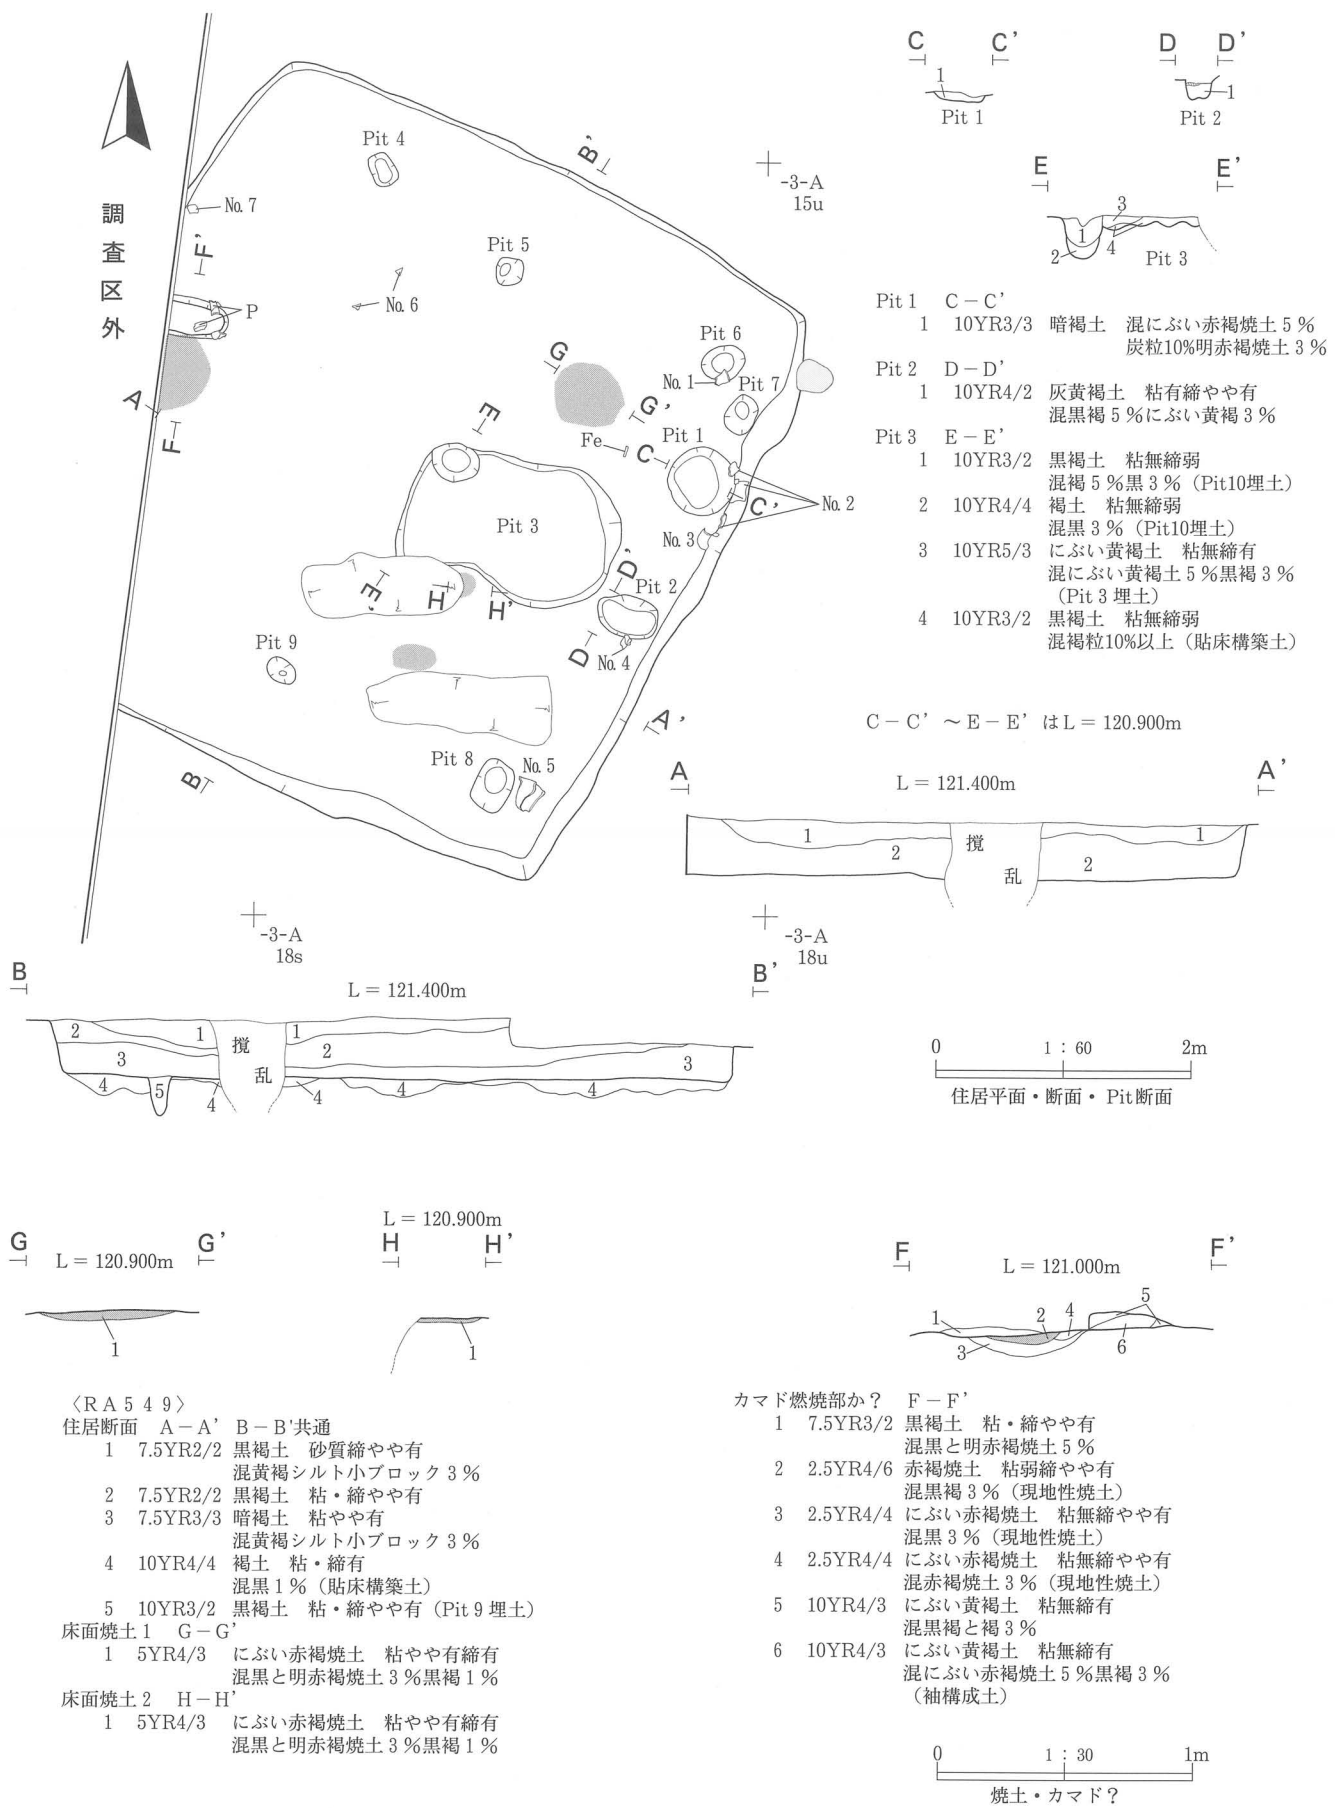 C C'
1
Pit 1
D D'
1
Pit 2
E E'
3
1
2
4
Pit 3
調査区外
Pit 4
No. 7
F'
Pit 5
No. 6
P
B'
-3-A
15u
G
Pit 6
No. 1
Pit 7
G'
A
F
E
Fe
C
Pit 1
C'
No. 2
No. 3
Pit 3
D'
Pit 2
E'
H
H'
D
No. 4
Pit 9
A'
B
Pit 8
No. 5
-3-A
18s
-3-A
18u
Pit 1 C－C'
1 10YR3/3 暗褐土 混にぶい赤褐焼土5％
炭粒10%明赤褐焼土3％
Pit 2 D－D'
1 10YR4/2 灰黄褐土 粘有締やや有
混黒褐5％にぶい黄褐3％
Pit 3 E－E'
1 10YR3/2 黒褐土 粘無締弱
混褐5％黒3％（Pit10埋土）
2 10YR4/4 褐土 粘無締弱
混黒3％（Pit10埋土）
3 10YR5/3 にぶい黄褐土 粘無締有
混にぶい黄褐土5％黒褐3％
（Pit 3 埋土）
4 10YR3/2 黒褐土 粘無締弱
混褐粒10%以上（貼床構築土）
C－C' ～E－E' はL＝120.900m
A A'
L＝121.400m
1
2
撹乱
1
2
B B'
L＝121.400m
2
1
3
撹乱
1
2
3
4
5
4
4
4
4
0 1：60 2m
住居平面・断面・Pit断面
G G'
L＝120.900m
1
L＝120.900m
H H'
1
F F'
L＝121.000m
1
2
4
5
3
6
〈RA549〉
住居断面 A－A' B－B'共通
1 7.5YR2/2 黒褐土 砂質締やや有
混黄褐シルト小ブロック3％
2 7.5YR2/2 黒褐土 粘・締やや有
3 7.5YR3/3 暗褐土 粘やや有
混黄褐シルト小ブロック3％
4 10YR4/4 褐土 粘・締有
混黒1％（貼床構築土）
5 10YR3/2 黒褐土 粘・締やや有（Pit 9 埋土）
床面焼土1 G－G'
1 5YR4/3 にぶい赤褐焼土 粘やや有締有
混黒と明赤褐焼土3％黒褐1％
床面焼土2 H－H'
1 5YR4/3 にぶい赤褐焼土 粘やや有締有
混黒と明赤褐焼土3％黒褐1％
カマド燃焼部か？ F－F'
1 7.5YR3/2 黒褐土 粘・締やや有
混黒と明赤褐焼土5％
2 2.5YR4/6 赤褐焼土 粘弱締やや有
混黒褐3％（現地性焼土）
3 2.5YR4/4 にぶい赤褐焼土 粘無締やや有
混黒3％（現地性焼土）
4 2.5YR4/4 にぶい赤褐焼土 粘無締やや有
混赤褐焼土3％（現地性焼土）
5 10YR4/3 にぶい黄褐土 粘無締有
混黒褐と褐3％
6 10YR4/3 にぶい黄褐土 粘無締有
混にぶい赤褐焼土5％黒褐3％
（袖構成土）
0 1：30 1m
焼土・カマド？